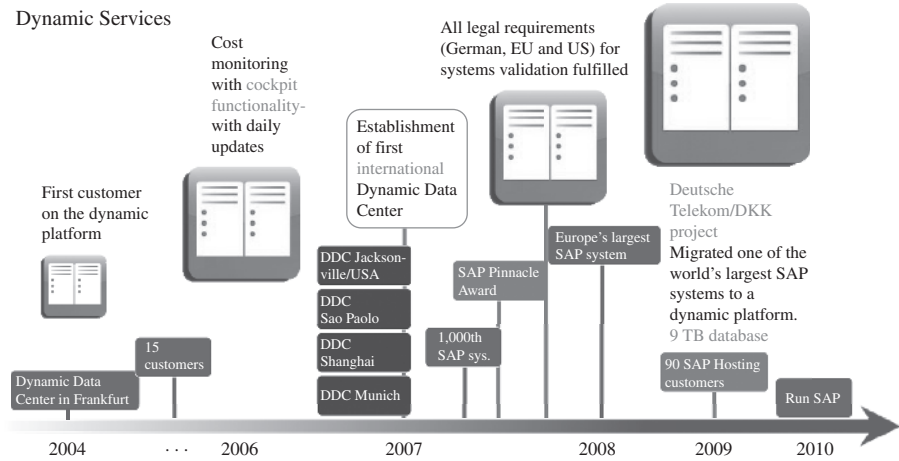 Dynamic Services
First customer
on the dynamic
platform
Dynamic Data
Center in Frankfurt
15
customers
Cost
monitoring
with cockpit
functionality-
with daily
updates
Establishment
of first
international
Dynamic Data
Center
DDC Jackson-
ville/USA
DDC
Sao Paolo
DDC
Shanghai
DDC Munich
All legal requirements
(German, EU and US) for
systems validation fulfilled
SAP Pinnacle
Award
1,000th
SAP sys.
Europe's largest
SAP system
Deutsche
Telekom/DKK
project
Migrated one of the
world's largest SAP
systems to a
dynamic platform.
9 TB database
90 SAP Hosting
customers
Run SAP
2004 . . . 2006 2007 2008 2009 2010